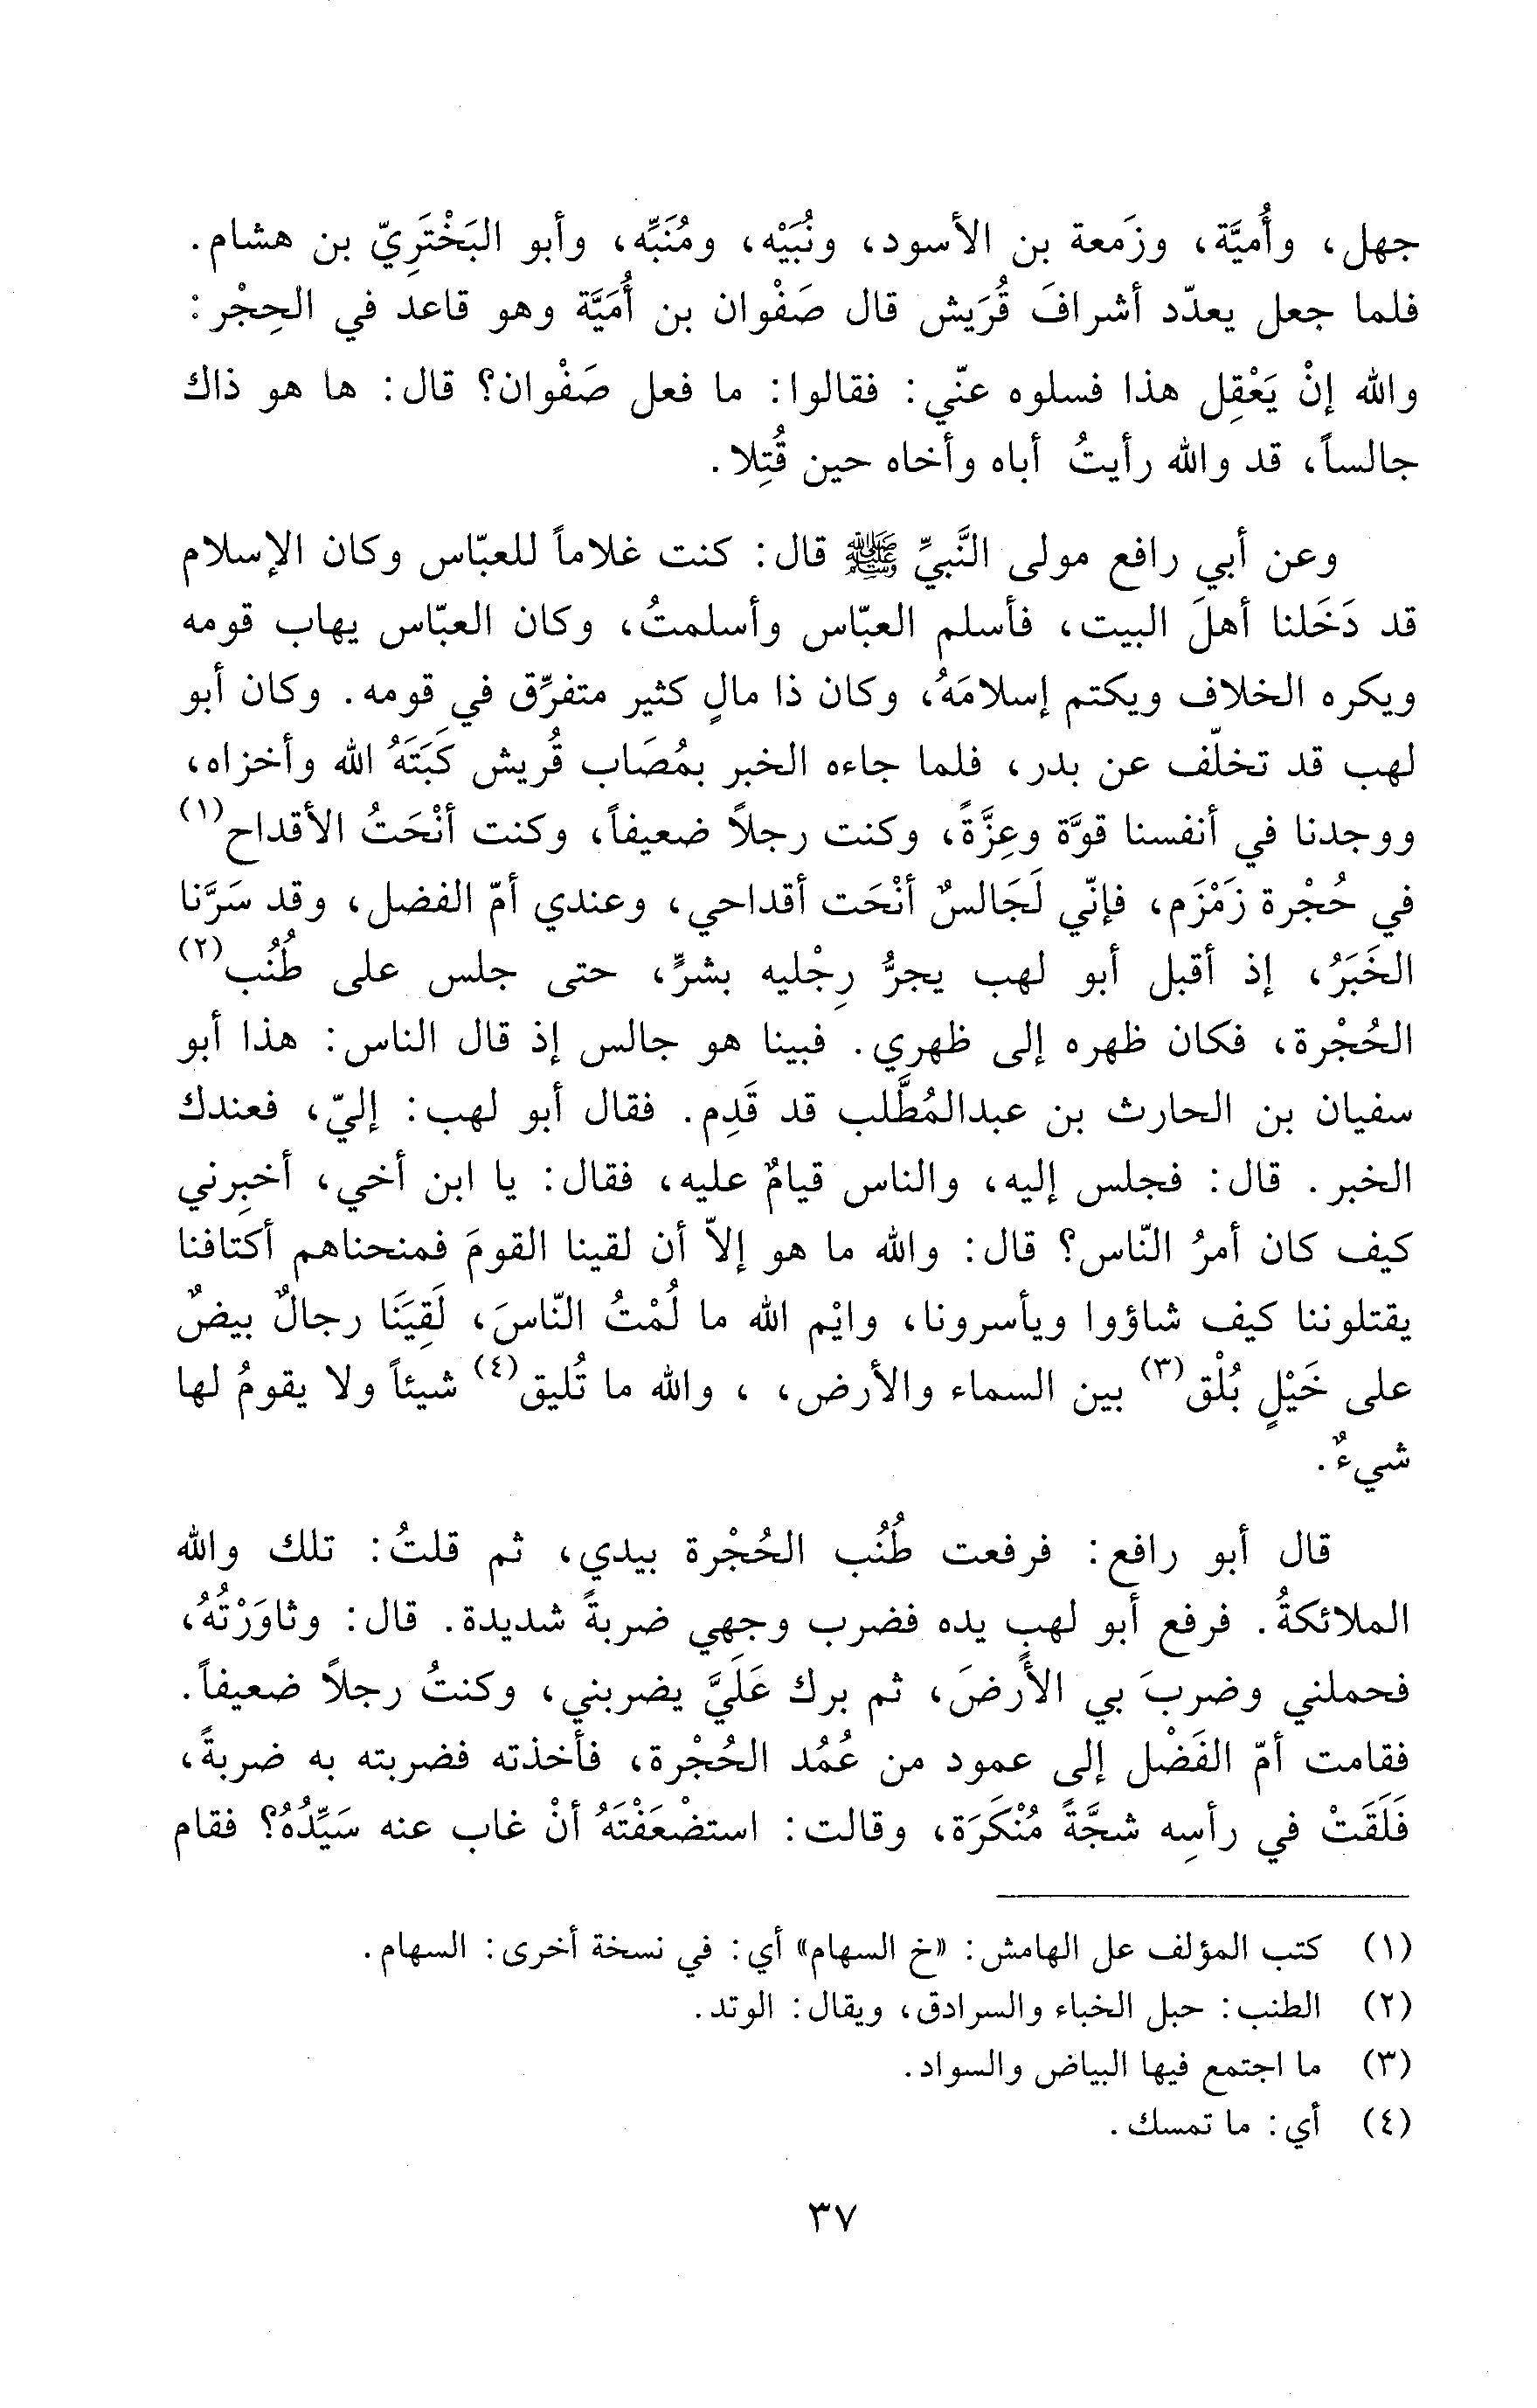 جهل، وأُميَّة، وزَمعة بن الأسود، ونُبَيْه، ومُنَبِّه، وأبو البَخْتَرِيّ بن هشام.
فلما جعل يعدّد أشرافَ قُرَيش قال صَفْوان بن أُمَيَّة وهو قاعد في الحِجْر:
والله إنْ يَعْقِل هذا فسلوه عنّي: فقالوا: ما فعل صَفْوان؟ قال: ها هو ذاك
جالساً، قد والله رأيتُ أباه وأخاه حين قُتِلا.
وعن أبي رافع مولى النَّبيِّ ﷺ قال: كنت غلاماً للعبّاس وكان الإسلام
قد دَخَلنا أهلَ البيت، فأسلم العبّاس وأسلمتُ، وكان العبّاس يهاب قومه
ويكره الخلاف ويكتم إسلامَهُ، وكان ذا مالٍ كثير متفرِّق في قومه. وكان أبو
لهب قد تخلّف عن بدر، فلما جاءه الخبر بمُصَاب قُريش كَبَتَهُ الله وأخزاه،
ووجدنا في أنفسنا قوَّة وعِزَّةً، وكنت رجلاً ضعيفاً، وكنت أنْحَتُ الأقداح(١)
في حُجْرة زَمْزَم، فإنّي لَجَالسٌ أنْحَت أقداحي، وعندي أمّ الفضل، وقد سَرَّنا
الخَبَرُ، إذ أقبل أبو لهب يجرُّ رِجْليه بشرٍّ، حتى جلس على طُنُب(٢)
الحُجْرة، فكان ظهره إلى ظهري. فبينا هو جالس إذ قال الناس: هذا أبو
سفيان بن الحارث بن عبدالمُطَّلب قد قَدِم. فقال أبو لهب: إليّ، فعندك
الخبر. قال: فجلس إليه، والناس قيامٌ عليه، فقال: يا ابن أخي، أخبِرني
كيف كان أمرُ النّاس؟ قال: والله ما هو إلاّ أن لقينا القومَ فمنحناهم أكتافنا
يقتلوننا كيف شاؤوا ويأسرونا، وايْم الله ما لُمْتُ النّاسَ، لَقِيَنَا رجالٌ بيضٌ
على خَيْلٍ بُلْق(٣) بين السماء والأرض، ، والله ما تُليق(٤) شيئاً ولا يقومُ لها
شيءٌ.
قال أبو رافع: فرفعت طُنُب الحُجْرة بيدي، ثم قلتُ: تلك والله
الملائكةُ. فرفع أبو لهبٍ يده فضرب وجهي ضربةً شديدة. قال: وثاوَرْتُهُ،
فحملني وضربَ بي الأرضَ، ثم برك عَلَيَّ يضربني، وكنتُ رجلاً ضعيفاً.
فقامت أمّ الفَضْل إلى عمود من عُمُد الحُجْرة، فأخذته فضربته به ضربةً،
فَلَقَتْ في رأسِه شجَّةً مُنْكَرَة، وقالت: استضْعَفْتَهُ أنْ غاب عنه سَيِّدُهُ؟ فقام
(١) كتب المؤلف عل الهامش: «خ السهام» أي: في نسخة أخرى: السهام.
(٢) الطنب: حبل الخباء والسرادق، ويقال: الوتد.
(٣) ما اجتمع فيها البياض والسواد.
(٤) أي: ما تمسك.
٣٧